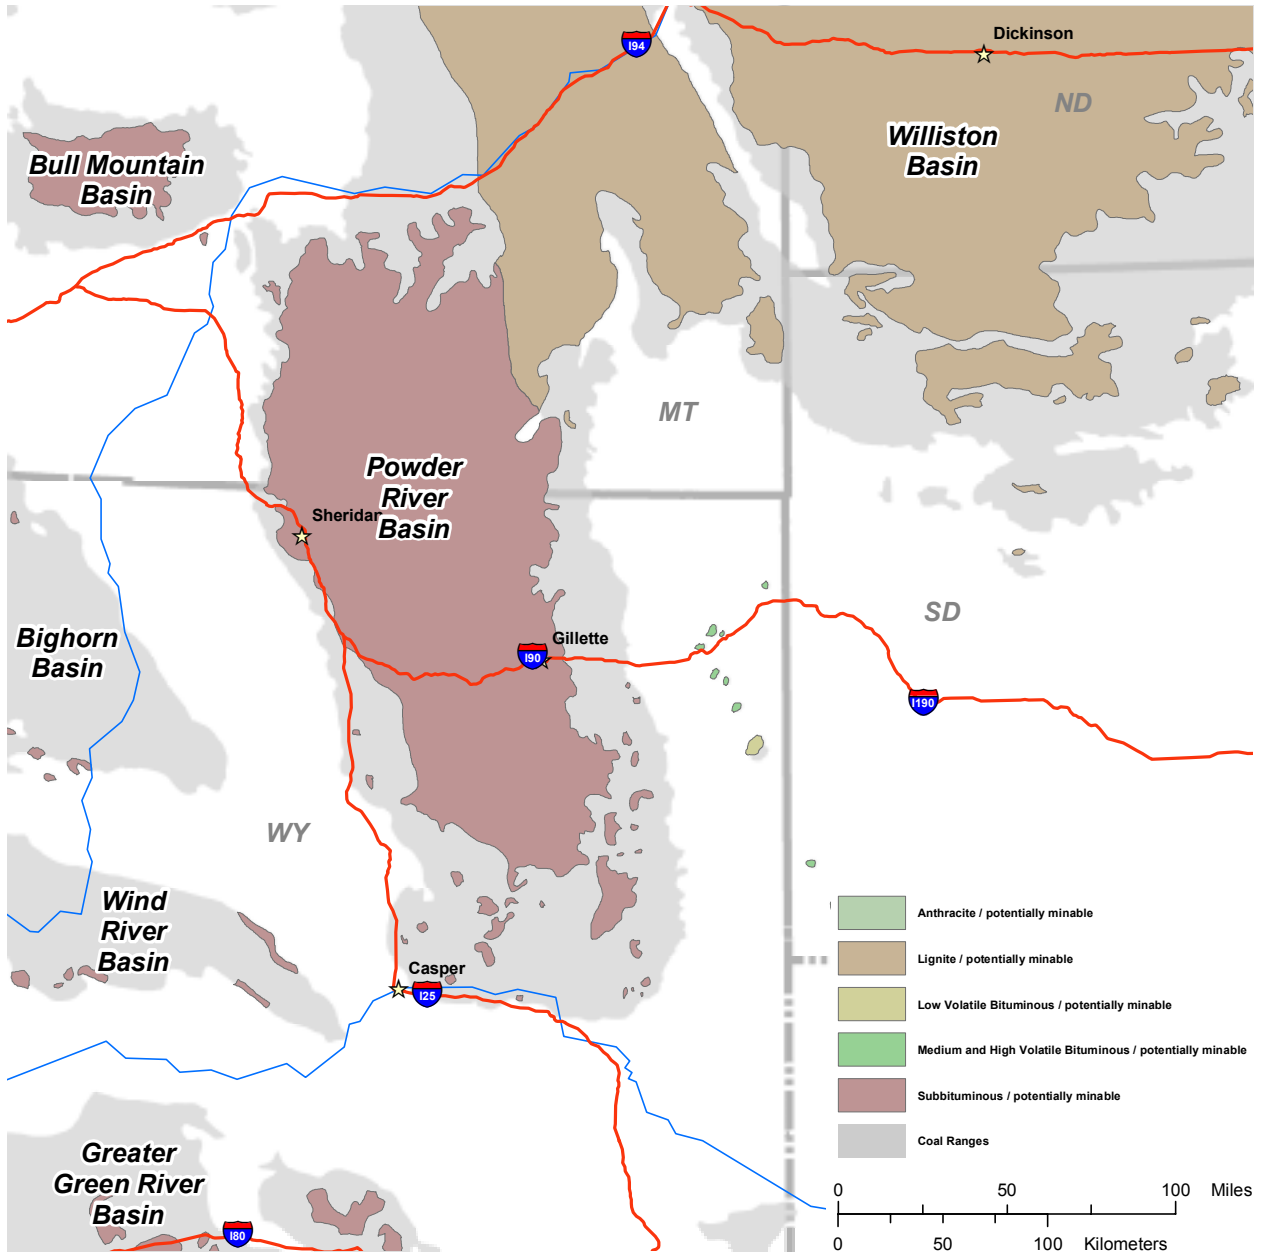 I94
Dickinson
ND
Williston
Basin
Bull Mountain
Basin
MT
Powder
River
Basin
Sheridan
Bighorn
Basin
SD
Gillette
I90
I190
WY
Wind
River
Basin
Casper
I25
Anthracite / potentially minable
Lignite / potentially minable
Low Volatile Bituminous / potentially minable
Medium and High Volatile Bituminous / potentially minable
Subbituminous / potentially minable
Coal Ranges
Greater
Green River
Basin
I80
0 50 100 Miles
0 50 100 Kilometers